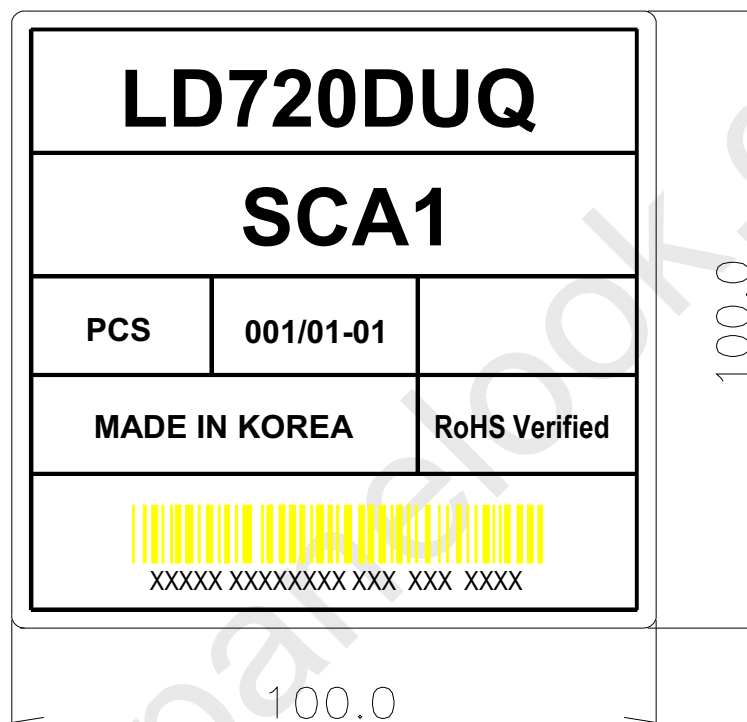 LD720DUQ
SCA1
PCS 001/01-01
MADE IN KOREA RoHS Verified
XXXXX XXXXXXXX XXX XXX XXXX
100.0
100.0
panelook.